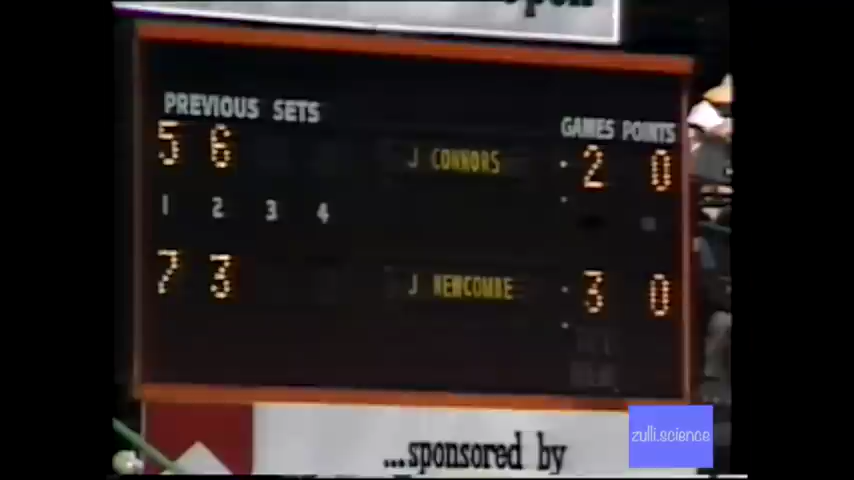 open
PREVIOUS SETS
GAMES POINTS
5 6 J CONNORS 2 0
1 2 3 4
7 3 J NEWCOMBE 3 0
...sponsored by
zulli.science